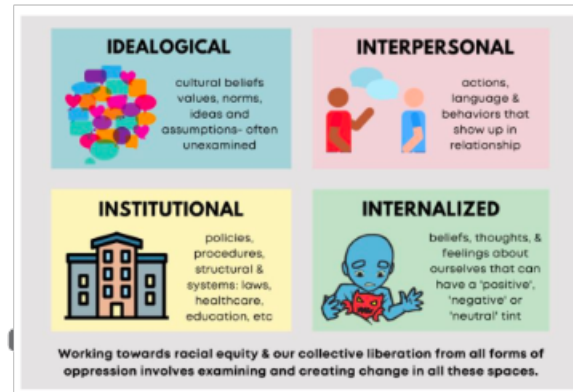 IDEALOGICAL
cultural beliefs
values, norms,
ideas and
assumptions- often
unexamined
INTERPERSONAL
actions,
language &
behaviors that
show up in
relationship
INSTITUTIONAL
policies,
procedures,
structural &
systems: laws,
healthcare,
education, etc
INTERNALIZED
beliefs, thoughts, &
feelings about
ourselves that can
have a 'positive',
'negative' or
'neutral' tint
Working towards racial equity & our collective liberation from all forms of
oppression involves examining and creating change in all these spaces.